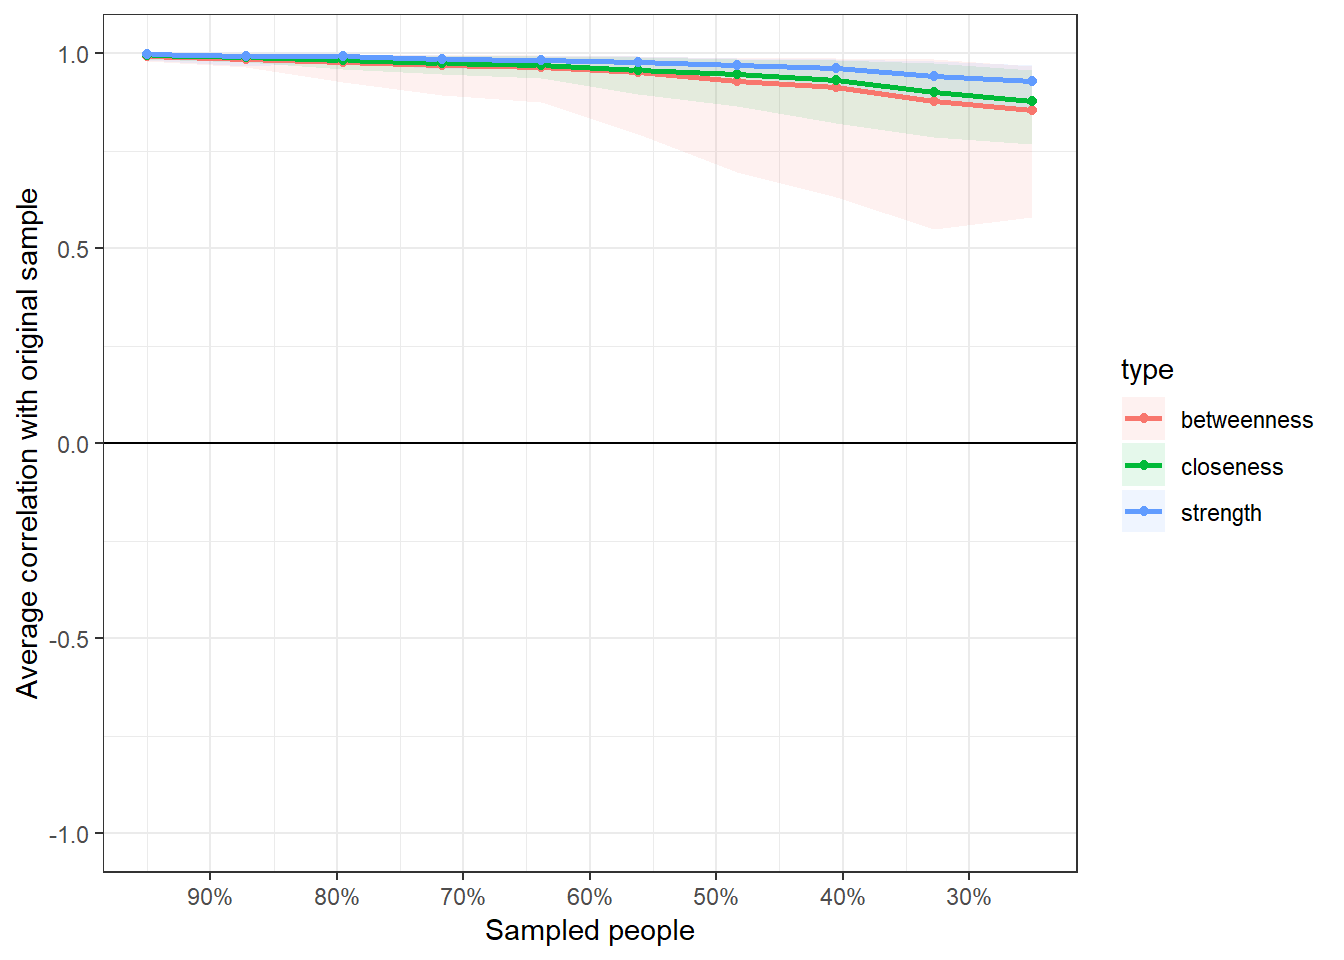 Average correlation with original sample
1.0
0.5
0.0
-0.5
-1.0
90% 80% 70% 60% 50% 40% 30%
Sampled people
type
betweenness
closeness
strength